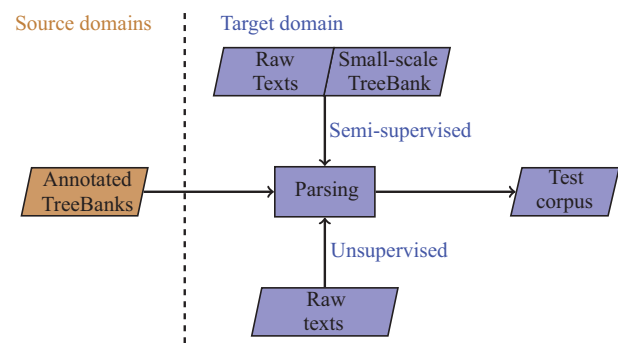 Source domains
Target domain
Raw Texts
Small-scale TreeBank
Semi-supervised
Annotated TreeBanks
Parsing
Test corpus
Unsupervised
Raw texts